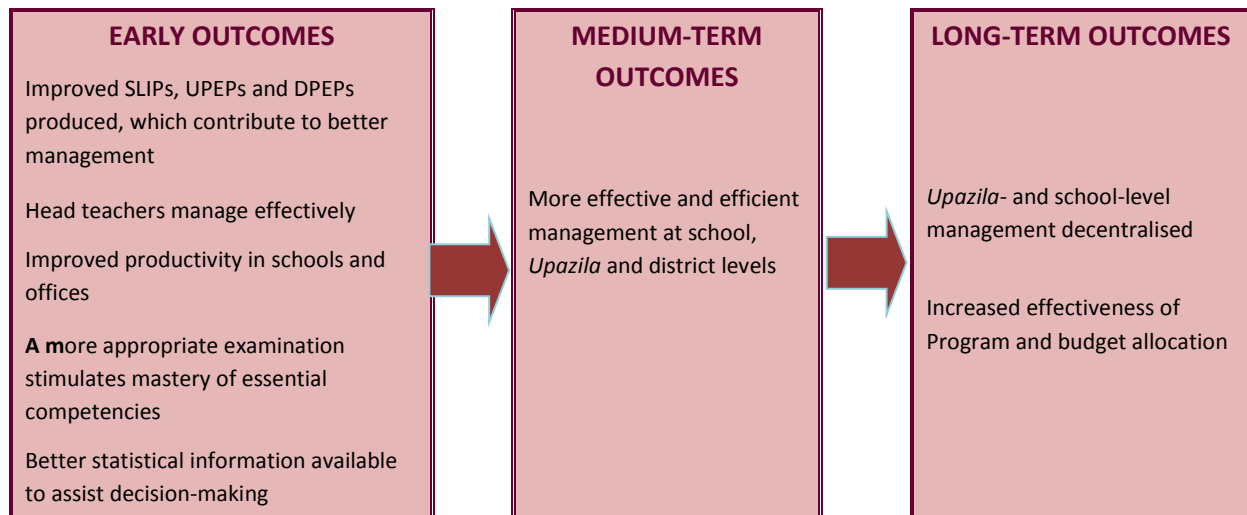 EARLY OUTCOMES
Improved SLIPs, UPEPs and DPEPs
produced, which contribute to better
management
Head teachers manage effectively
Improved productivity in schools and
offices
A more appropriate examination
stimulates mastery of essential
competencies
Better statistical information available
to assist decision-making
MEDIUM-TERM
OUTCOMES
More effective and efficient
management at school,
Upazila and district levels
LONG-TERM OUTCOMES
Upazila- and school-level
management decentralised
Increased effectiveness of
Program and budget allocation